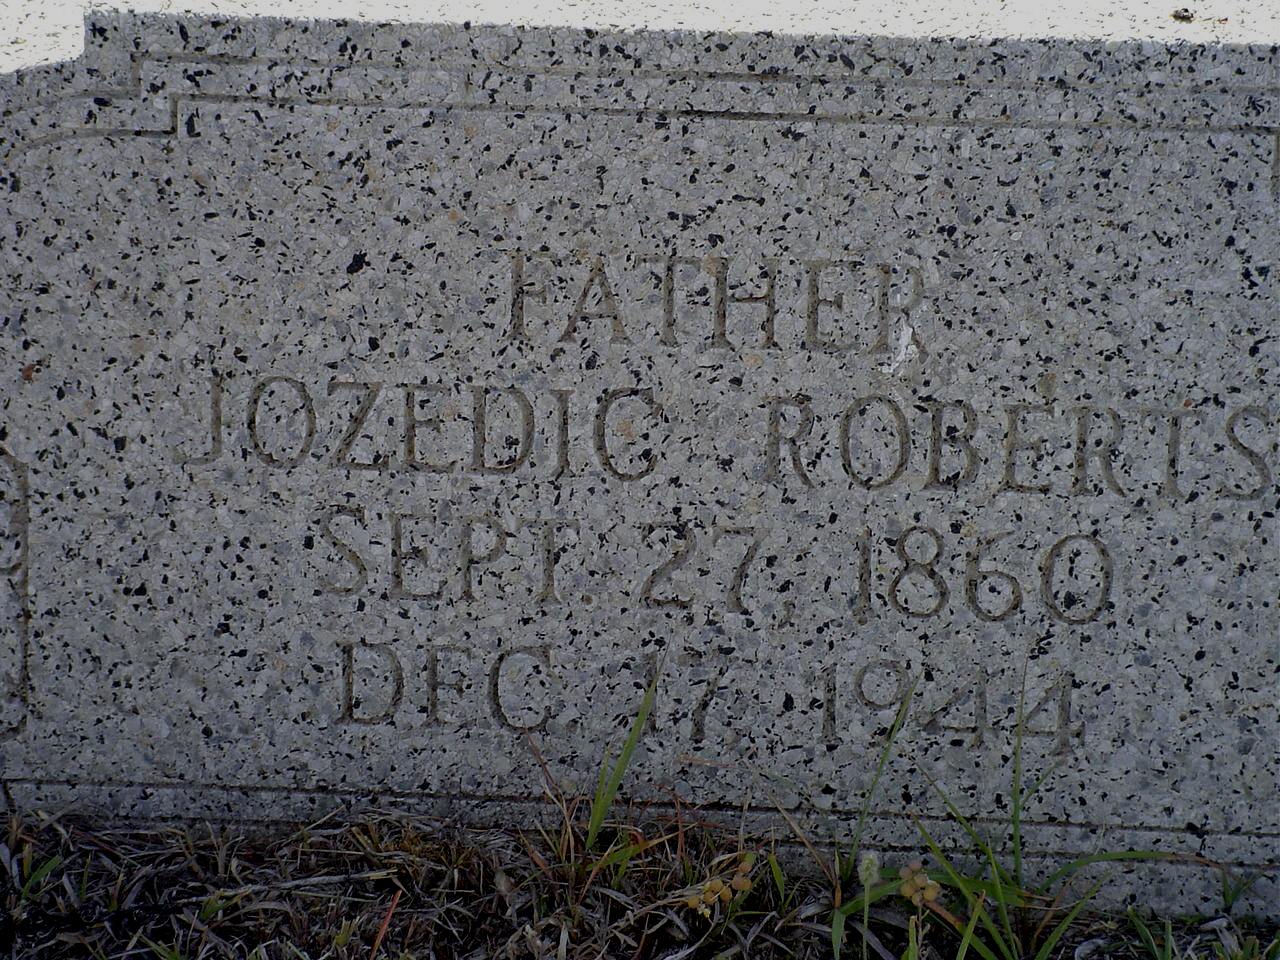 FATHER
JOZEDIC ROBERTS
SEPT. 27, 1860
DEC 17 1944